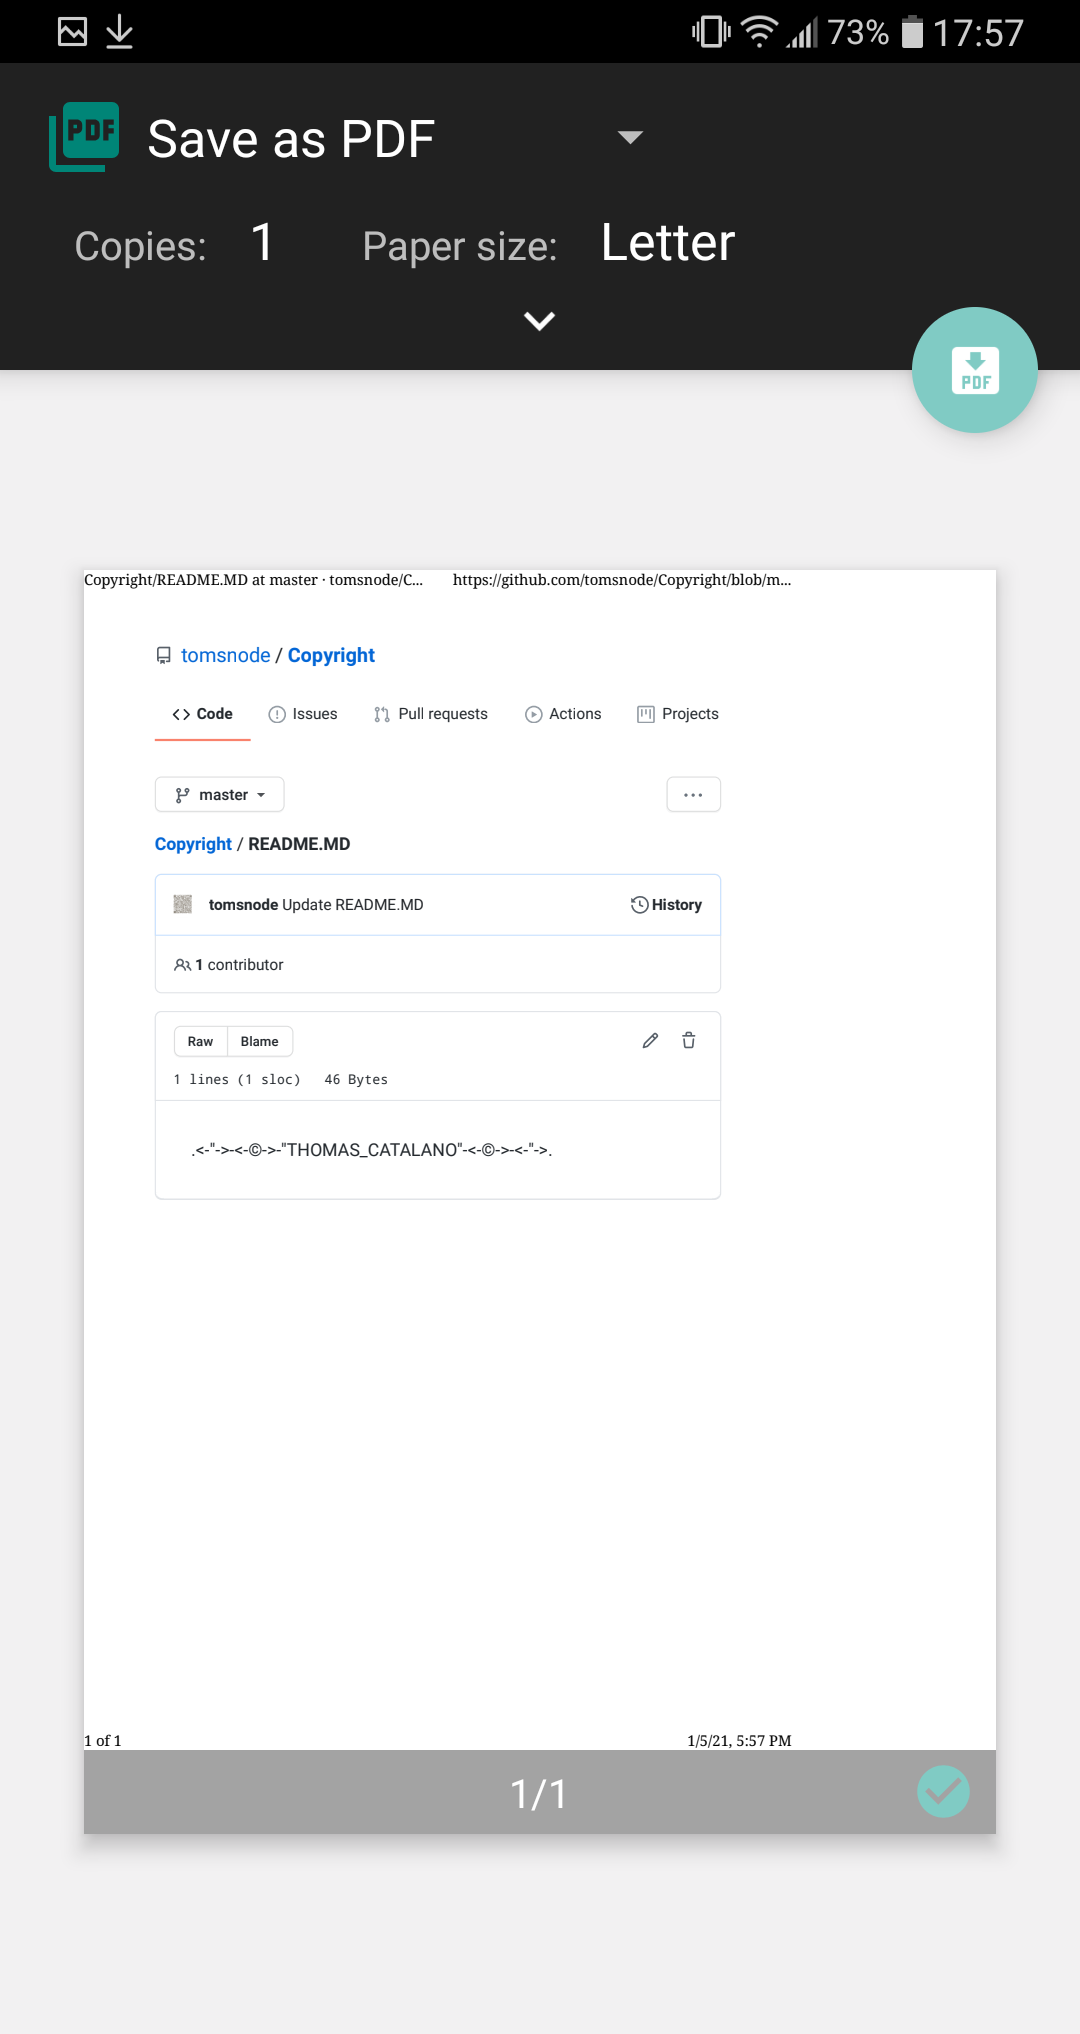 73% 17:57
PDF Save as PDF
Copies: 1 Paper size: Letter
PDF
Copyright/README.MD at master · tomsnode/C... https://github.com/tomsnode/Copyright/blob/m...
tomsnode / Copyright
Code Issues Pull requests Actions Projects
master ...
Copyright / README.MD
tomsnode Update README.MD History
1 contributor
Raw Blame
1 lines (1 sloc) 46 Bytes
.<-"->-<-©->-"THOMAS_CATALANO"-<-©->-<-"->.
1 of 1 1/5/21, 5:57 PM
1/1